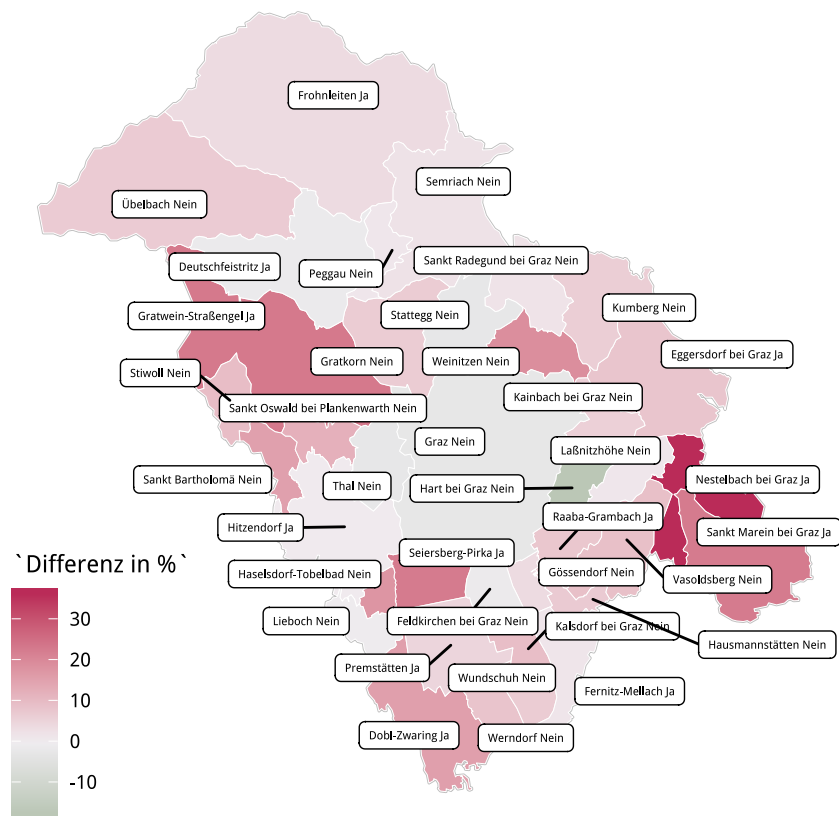 Frohnleiten Ja
Semriach Nein
Übelbach Nein
Sankt Radegund bei Graz Nein
Deutschfeistritz Ja
Peggau Nein
Kumberg Nein
Gratwein-Straßengel Ja
Stattegg Nein
Eggersdorf bei Graz Ja
Gratkorn Nein
Weinitzen Nein
Stiwoll Nein
Kainbach bei Graz Nein
Sankt Oswald bei Plankenwarth Nein
Graz Nein
Laßnitzhöhe Nein
Sankt Bartholomä Nein
Thal Nein
Hart bei Graz Nein
Nestelbach bei Graz Ja
Hitzendorf Ja
Raaba-Grambach Ja
Sankt Marein bei Graz Ja
Seiersberg-Pirka Ja
`Differenz in %`
Haselsdorf-Tobelbad Nein
Gössendorf Nein
Vasoldsberg Nein
Lieboch Nein
Feldkirchen bei Graz Nein
Kalsdorf bei Graz Nein
Hausmannstätten Nein
Premstätten Ja
Wundschuh Nein
Fernitz-Mellach Ja
Dobl-Zwaring Ja
Werndorf Nein
30
20
10
0
-10